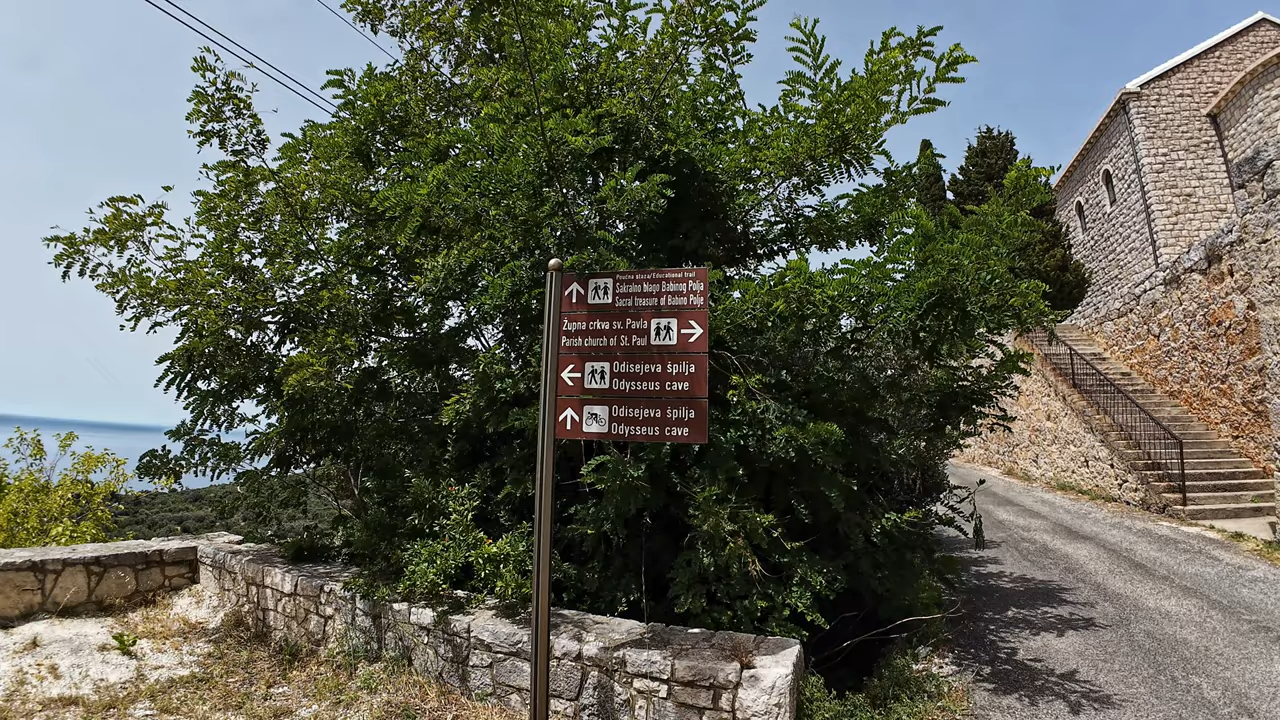 Poučna staza/Educational trail
Sakralno blago Babinog Polja
Sacral treasure of Babino Polje
Župna crkva sv. Pavla
Parish church of St. Paul
Odisejeva špilja
Odysseus cave
Odisejeva špilja
Odysseus cave